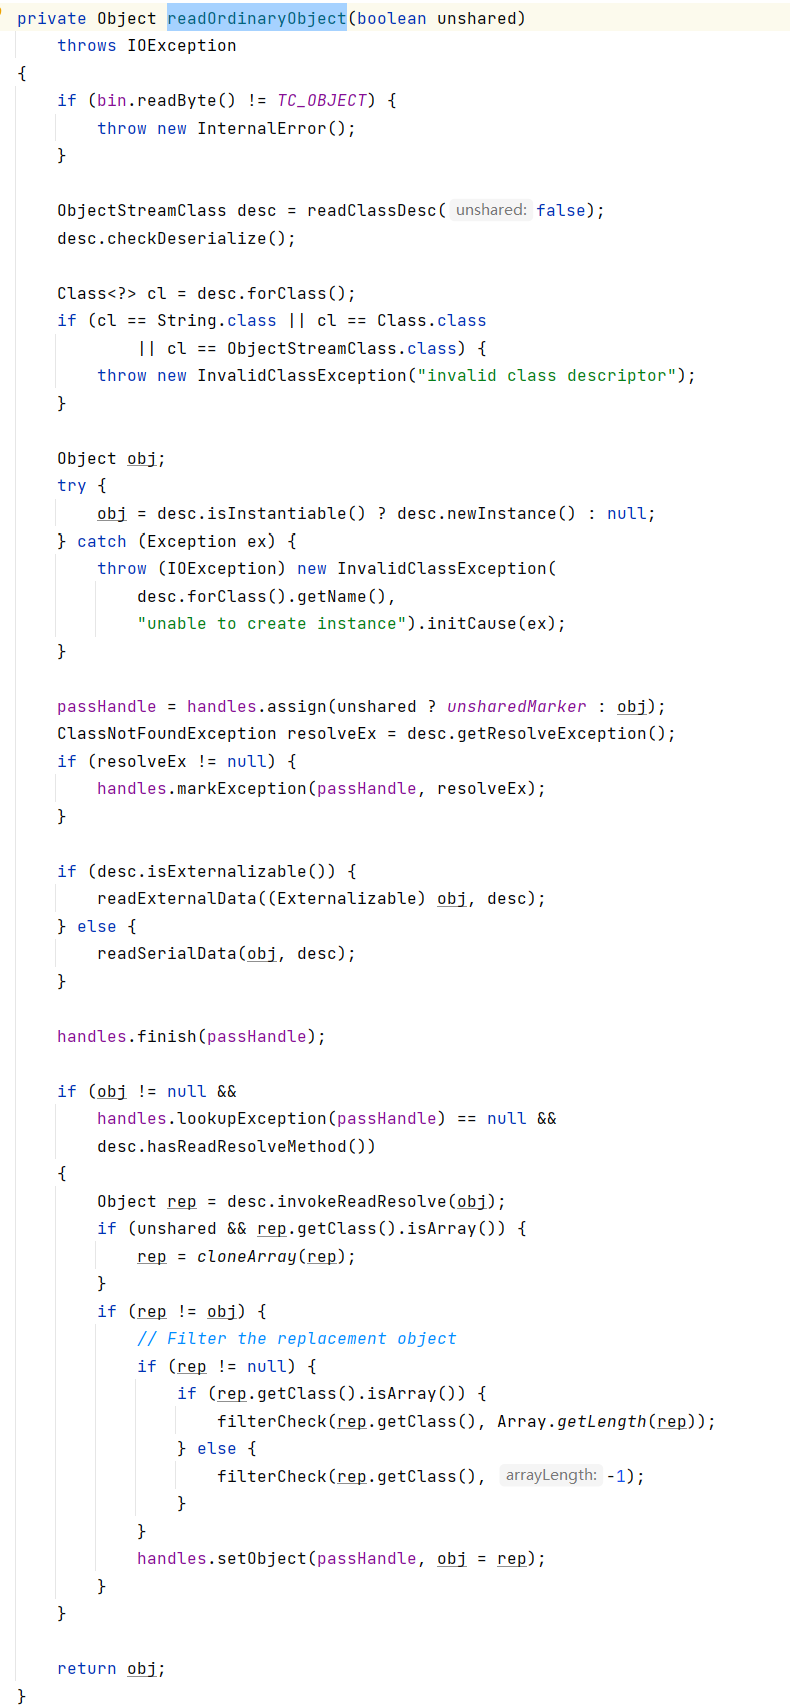 private Object readOrdinaryObject(boolean unshared)
    throws IOException
{
    if (bin.readByte() != TC_OBJECT) {
        throw new InternalError();
    }

    ObjectStreamClass desc = readClassDesc( unshared: false);
    desc.checkDeserialize();

    Class<?> cl = desc.forClass();
    if (cl == String.class || cl == Class.class
            || cl == ObjectStreamClass.class) {
        throw new InvalidClassException("invalid class descriptor");
    }

    Object obj;
    try {
        obj = desc.isInstantiable() ? desc.newInstance() : null;
    } catch (Exception ex) {
        throw (IOException) new InvalidClassException(
            desc.forClass().getName(),
            "unable to create instance").initCause(ex);
    }

    passHandle = handles.assign(unshared ? unsharedMarker : obj);
    ClassNotFoundException resolveEx = desc.getResolveException();
    if (resolveEx != null) {
        handles.markException(passHandle, resolveEx);
    }

    if (desc.isExternalizable()) {
        readExternalData((Externalizable) obj, desc);
    } else {
        readSerialData(obj, desc);
    }

    handles.finish(passHandle);

    if (obj != null &&
        handles.lookupException(passHandle) == null &&
        desc.hasReadResolveMethod())
    {
        Object rep = desc.invokeReadResolve(obj);
        if (unshared && rep.getClass().isArray()) {
            rep = cloneArray(rep);
        }
        if (rep != obj) {
            // Filter the replacement object
            if (rep != null) {
                if (rep.getClass().isArray()) {
                    filterCheck(rep.getClass(), Array.getLength(rep));
                } else {
                    filterCheck(rep.getClass(), arrayLength: -1);
                }
            }
            handles.setObject(passHandle, obj = rep);
        }
    }

    return obj;
}